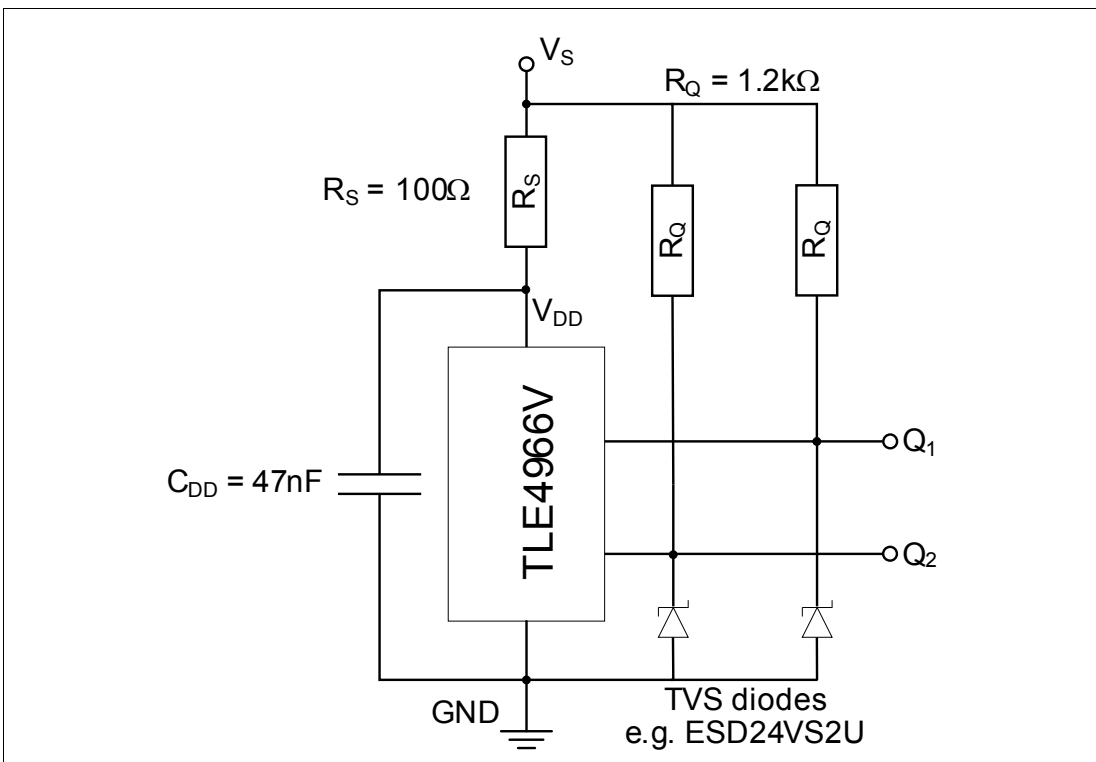 V_S
R_Q = 1.2kΩ
R_S = 100Ω
R_S
R_Q
R_Q
V_DD
TLE4966V
Q_1
C_DD = 47nF
Q_2
GND
TVS diodes
e.g. ESD24VS2U